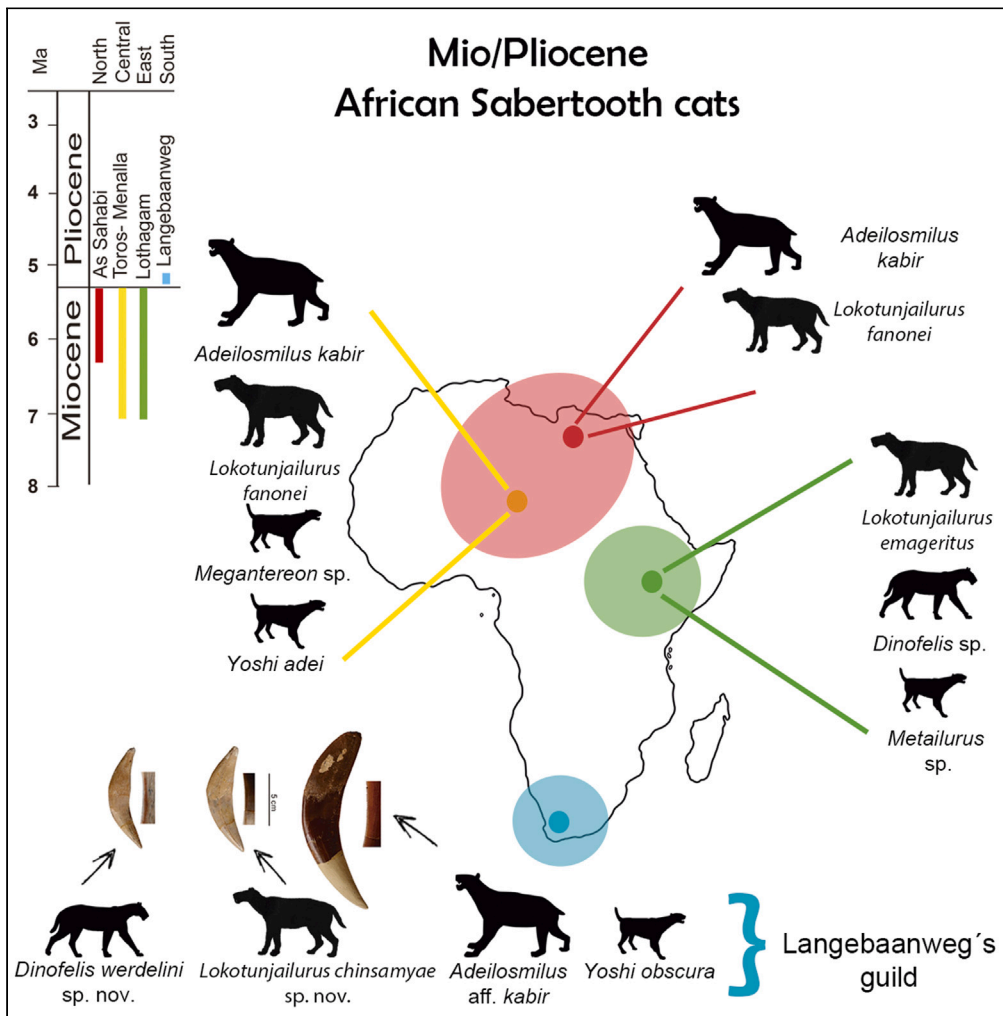 Mio/Pliocene
African Sabertooth cats
Ma
North
Central
East
South
As Sahabi
Toros- Menalla
Lothagam
Langebaanweg
Pliocene
Miocene
3
4
5
6
7
8
Adeilosmilus kabir
Lokotunjailurus
fanonei
Megantereon sp.
Yoshi adei
Adeilosmilus
kabir
Lokotunjailurus
fanonei
Lokotunjailurus
emageritus
Dinofelis sp.
Metailurus
sp.
5 cm
Dinofelis werdelini
sp. nov.
Lokotunjailurus chinsamyae
sp. nov.
Adeilosmilus
aff. kabir
Yoshi obscura
Langebaanweg´s
guild